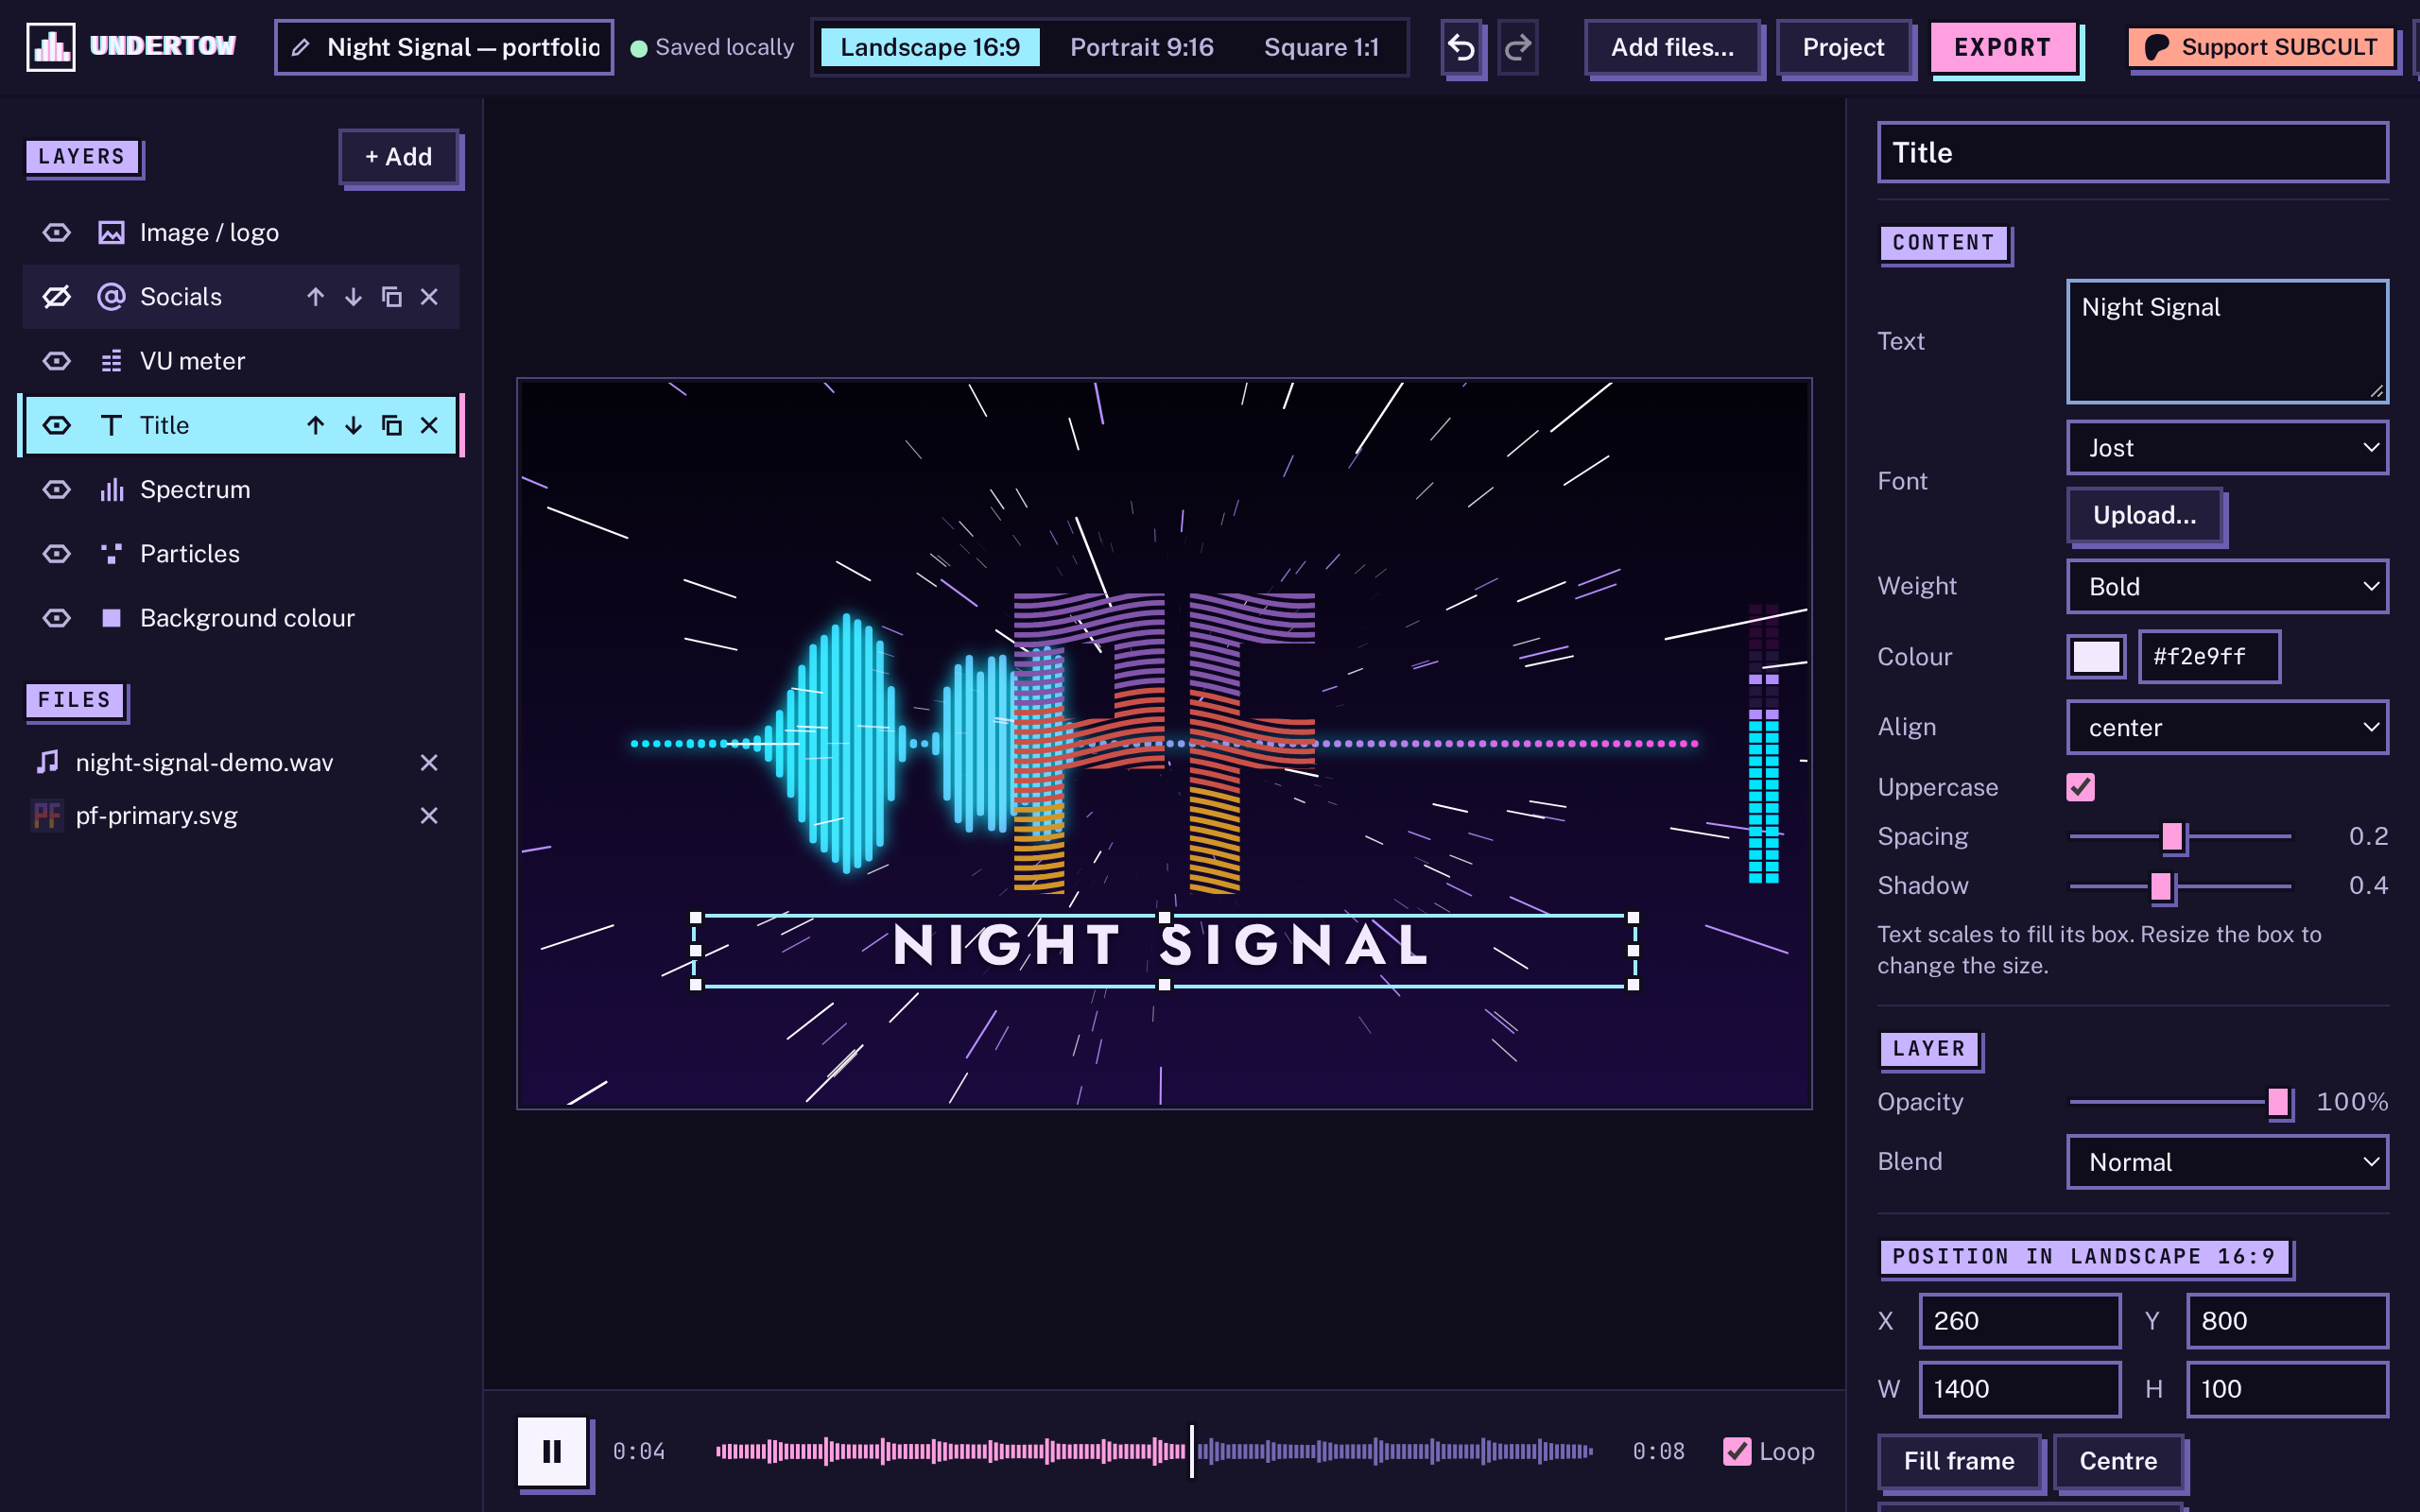 UNDERTOW
Night Signal — portfolio
Saved locally
Landscape 16:9
Portrait 9:16
Square 1:1
Add files...
Project
EXPORT
Support SUBCULT
LAYERS
+ Add
Image / logo
Socials
VU meter
Title
Spectrum
Particles
Background colour
FILES
night-signal-demo.wav
pf-primary.svg
PF
NIGHT SIGNAL
0:04
0:08
Loop
Title
CONTENT
Text
Night Signal
Font
Jost
Upload...
Weight
Bold
Colour
#f2e9ff
Align
center
Uppercase
Spacing
0.2
Shadow
0.4
Text scales to fill its box. Resize the box to
change the size.
LAYER
Opacity
100%
Blend
Normal
POSITION IN LANDSCAPE 16:9
X
260
Y
800
W
1400
H
100
Fill frame
Centre